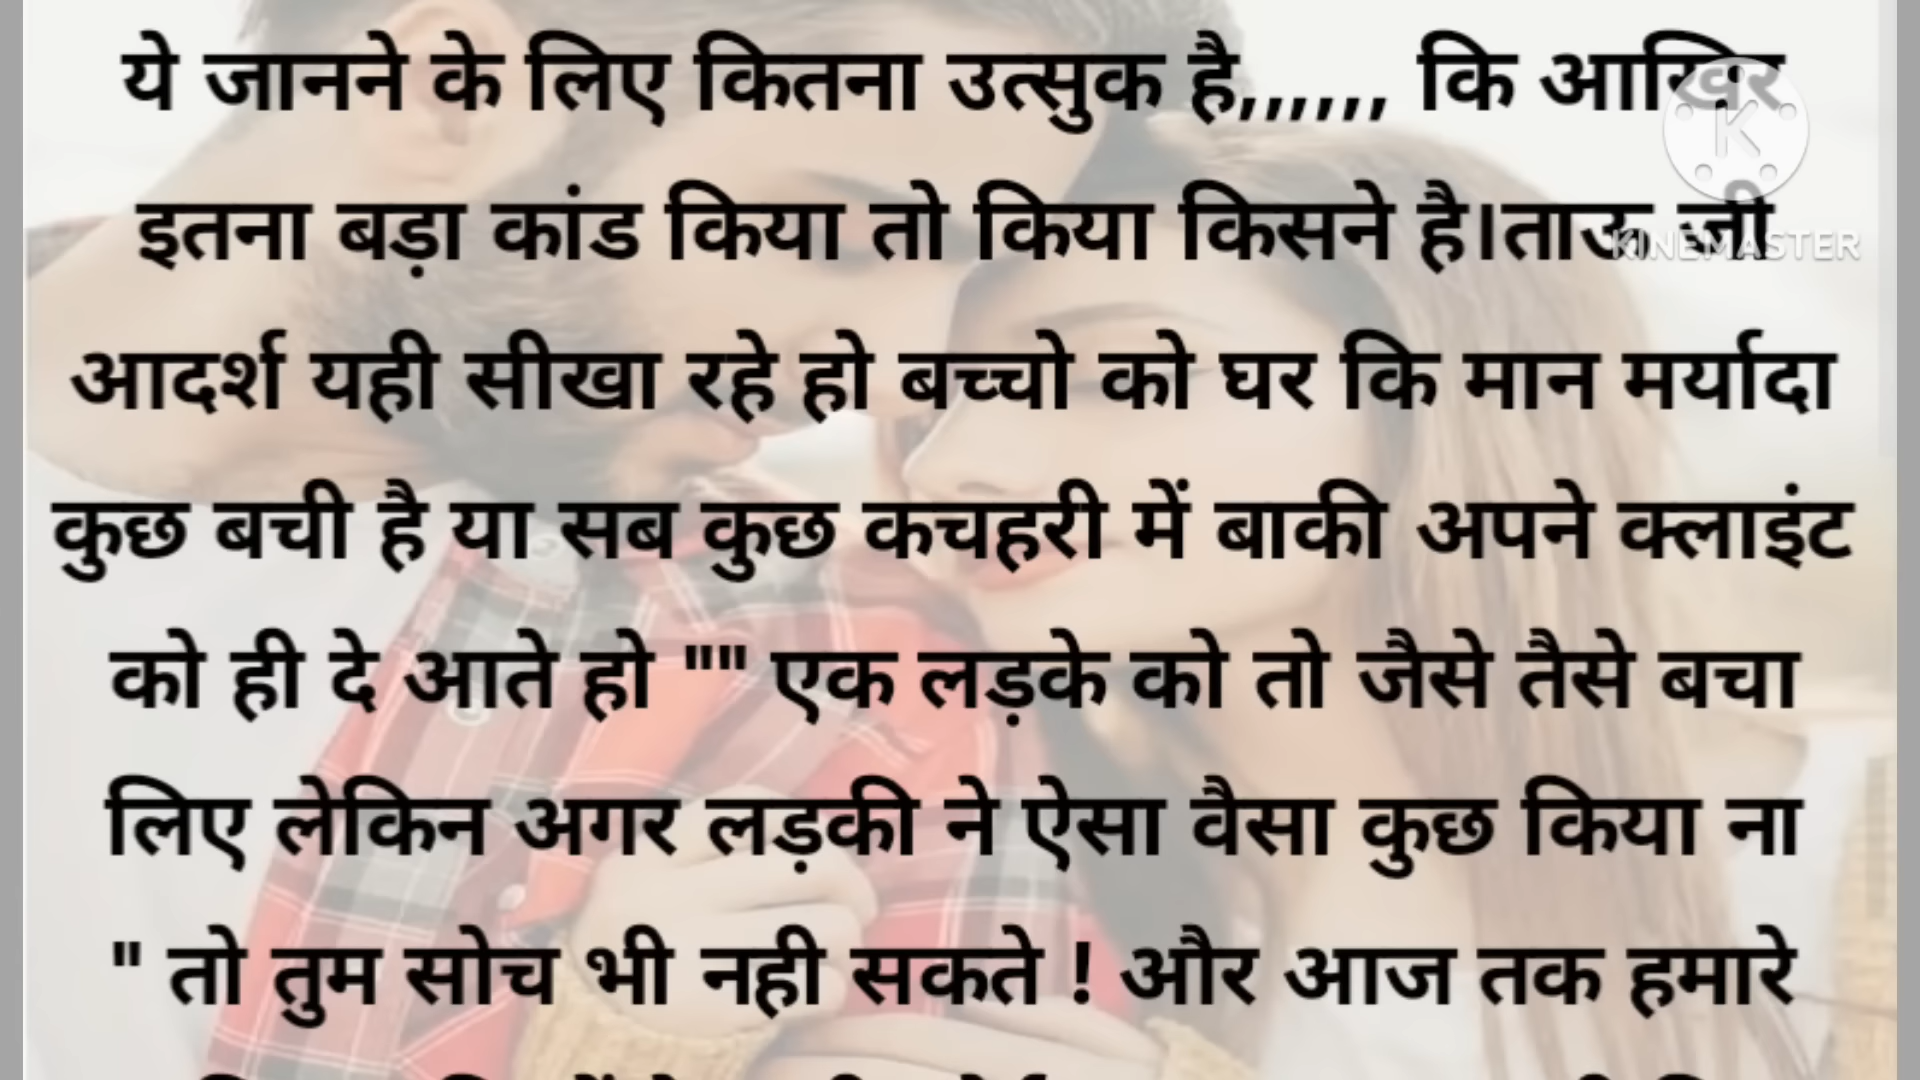 ये जानने के लिए कितना उत्सुक है,,,,,, कि आखिर
इतना बड़ा कांड किया तो किया किसने है।ताऊ जी
आदर्श यही सीखा रहे हो बच्चो को घर कि मान मर्यादा
कुछ बची है या सब कुछ कचहरी में बाकी अपने क्लाइंट
को ही दे आते हो "" एक लड़के को तो जैसे तैसे बचा
लिए लेकिन अगर लड़की ने ऐसा वैसा कुछ किया ना
" तो तुम सोच भी नही सकते ! और आज तक हमारे
K
KINEMASTER